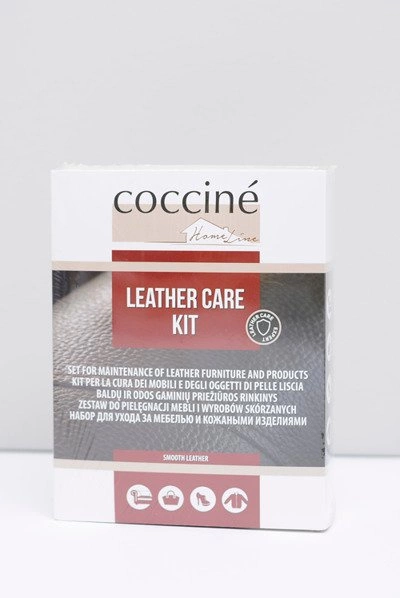 cocciné
Home Line
LEATHER CARE
KIT
LEATHER CARE
EXPERT
SET FOR MAINTENANCE OF LEATHER FURNITURE AND PRODUCTS
KIT PER LA CURA DEI MOBILI E DEGLI OGGETTI DI PELLE LISCIA
BALDŲ IR ODOS GAMINIŲ PRIEŽIŪROS RINKINYS
ZESTAW DO PIELĘGNACJI MEBLI I WYROBÓW SKÓRZANYCH
НАБОР ДЛЯ УХОДА ЗА МЕБЕЛЬЮ И КОЖАНЫМИ ИЗДЕЛИЯМИ
SMOOTH LEATHER